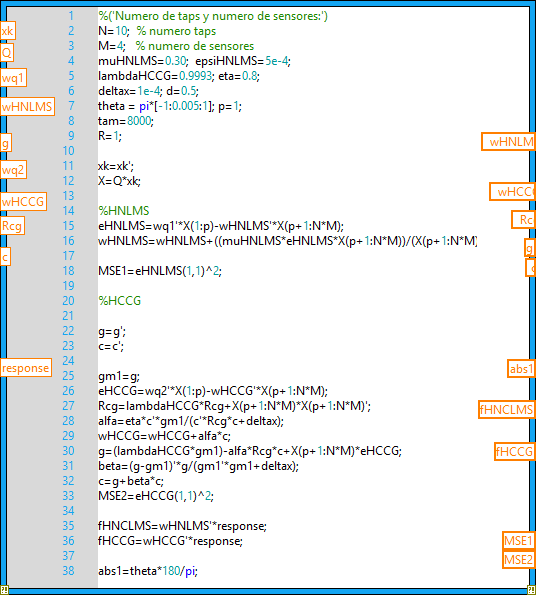 1 %('Numero de taps y numero de sensores:')
xk 2 N=10; % numero taps
Q 3 M=4; % numero de sensores
4 muHNLMS=0.30; epsiHNLMS=5e-4;
wq1 5 lambdaHCCG=0.9993; eta=0.8;
6 deltax=1e-4; d=0.5;
wHNLMS 7 theta = pi*[-1:0.005:1]; p=1;
8 tam=8000;
g 9 R=1; wHNLM
10
wq2 11 xk=xk';
12 X=Q*xk; wHCC
wHCCG 13
14 %HNLMS Rc
Rcg 15 eHNLMS=wq1'*X(1:p)-wHNLMS'*X(p+1:N*M);
16 wHNLMS=wHNLMS+((muHNLMS*eHNLMS*X(p+1:N*M))/(X(p+1:N*M) g
c 17
18 MSE1=eHNLMS(1,1)^2;
19
20 %HCCG
21
22 g=g';
23 c=c';
24
response abs1
25 gm1=g;
26 eHCCG=wq2'*X(1:p)-wHCCG'*X(p+1:N*M);
27 Rcg=lambdaHCCG*Rcg+X(p+1:N*M)*X(p+1:N*M)'; fHNCLMS
28 alfa=eta*c'*gm1/(c'*Rcg*c+deltax);
29 wHCCG=wHCCG+alfa*c;
30 g=(lambdaHCCG*gm1)-alfa*Rcg*c+X(p+1:N*M)*eHCCG; fHCCG
31 beta=(g-gm1)'*g/(gm1'*gm1+deltax);
32 c=g+beta*c;
33 MSE2=eHCCG(1,1)^2;
34
35 fHNCLMS=wHNLMS'*response;
36 fHCCG=wHCCG'*response; MSE1
37 MSE2
38 abs1=theta*180/pi;